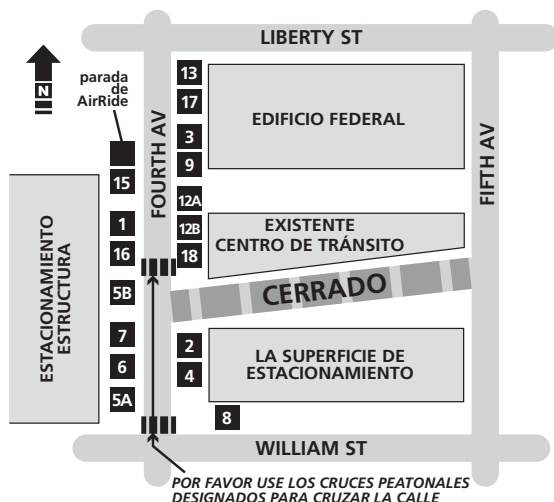 LIBERTY ST
N
parada
de
AirRide
FOURTH AV
FIFTH AV
13
17
3
9
12A
12B
18
EDIFICIO FEDERAL
EXISTENTE
CENTRO DE TRÁNSITO
15
1
16
5B
7
6
5A
ESTACIONAMIENTO
ESTRUCTURA
CERRADO
2
4
8
LA SUPERFICIE DE
ESTACIONAMIENTO
WILLIAM ST
POR FAVOR USE LOS CRUCES PEATONALES
DESIGNADOS PARA CRUZAR LA CALLE